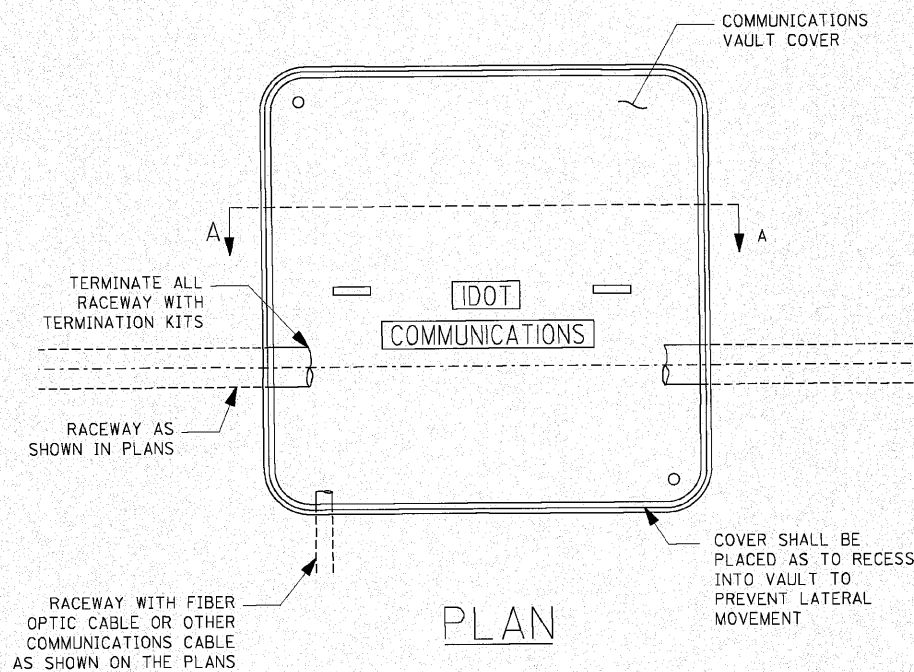 COMMUNICATIONS
VAULT COVER
A
A
TERMINATE ALL
RACEWAY WITH
TERMINATION KITS
IDOT
COMMUNICATIONS
RACEWAY AS
SHOWN IN PLANS
COVER SHALL BE
PLACED AS TO RECESS
INTO VAULT TO
PREVENT LATERAL
MOVEMENT
RACEWAY WITH FIBER
OPTIC CABLE OR OTHER
COMMUNICATIONS CABLE
AS SHOWN ON THE PLANS
PLAN